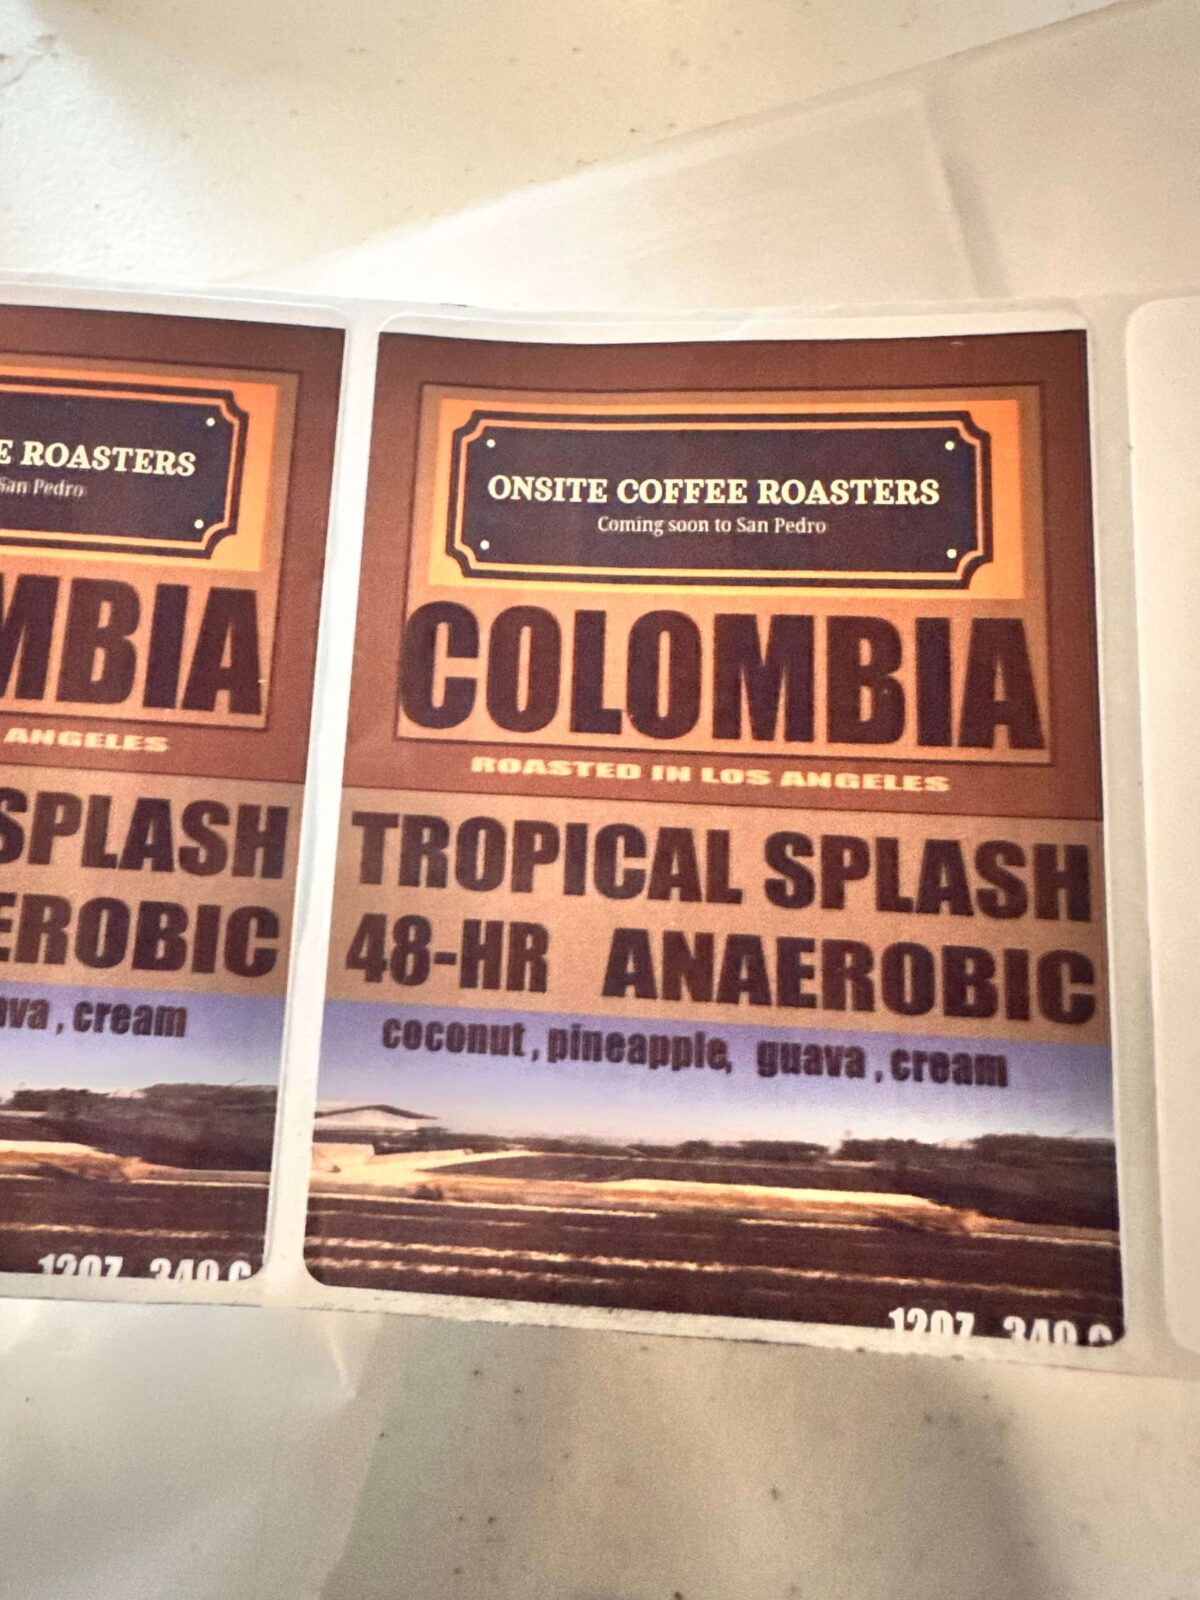 E ROASTERS
San Pedro
MBIA
ANGELES
SPLASH
EROBIC
ava , cream
ONSITE COFFEE ROASTERS
Coming soon to San Pedro
COLOMBIA
ROASTED IN LOS ANGELES
TROPICAL SPLASH
48-HR ANAEROBIC
coconut , pineapple, guava , cream